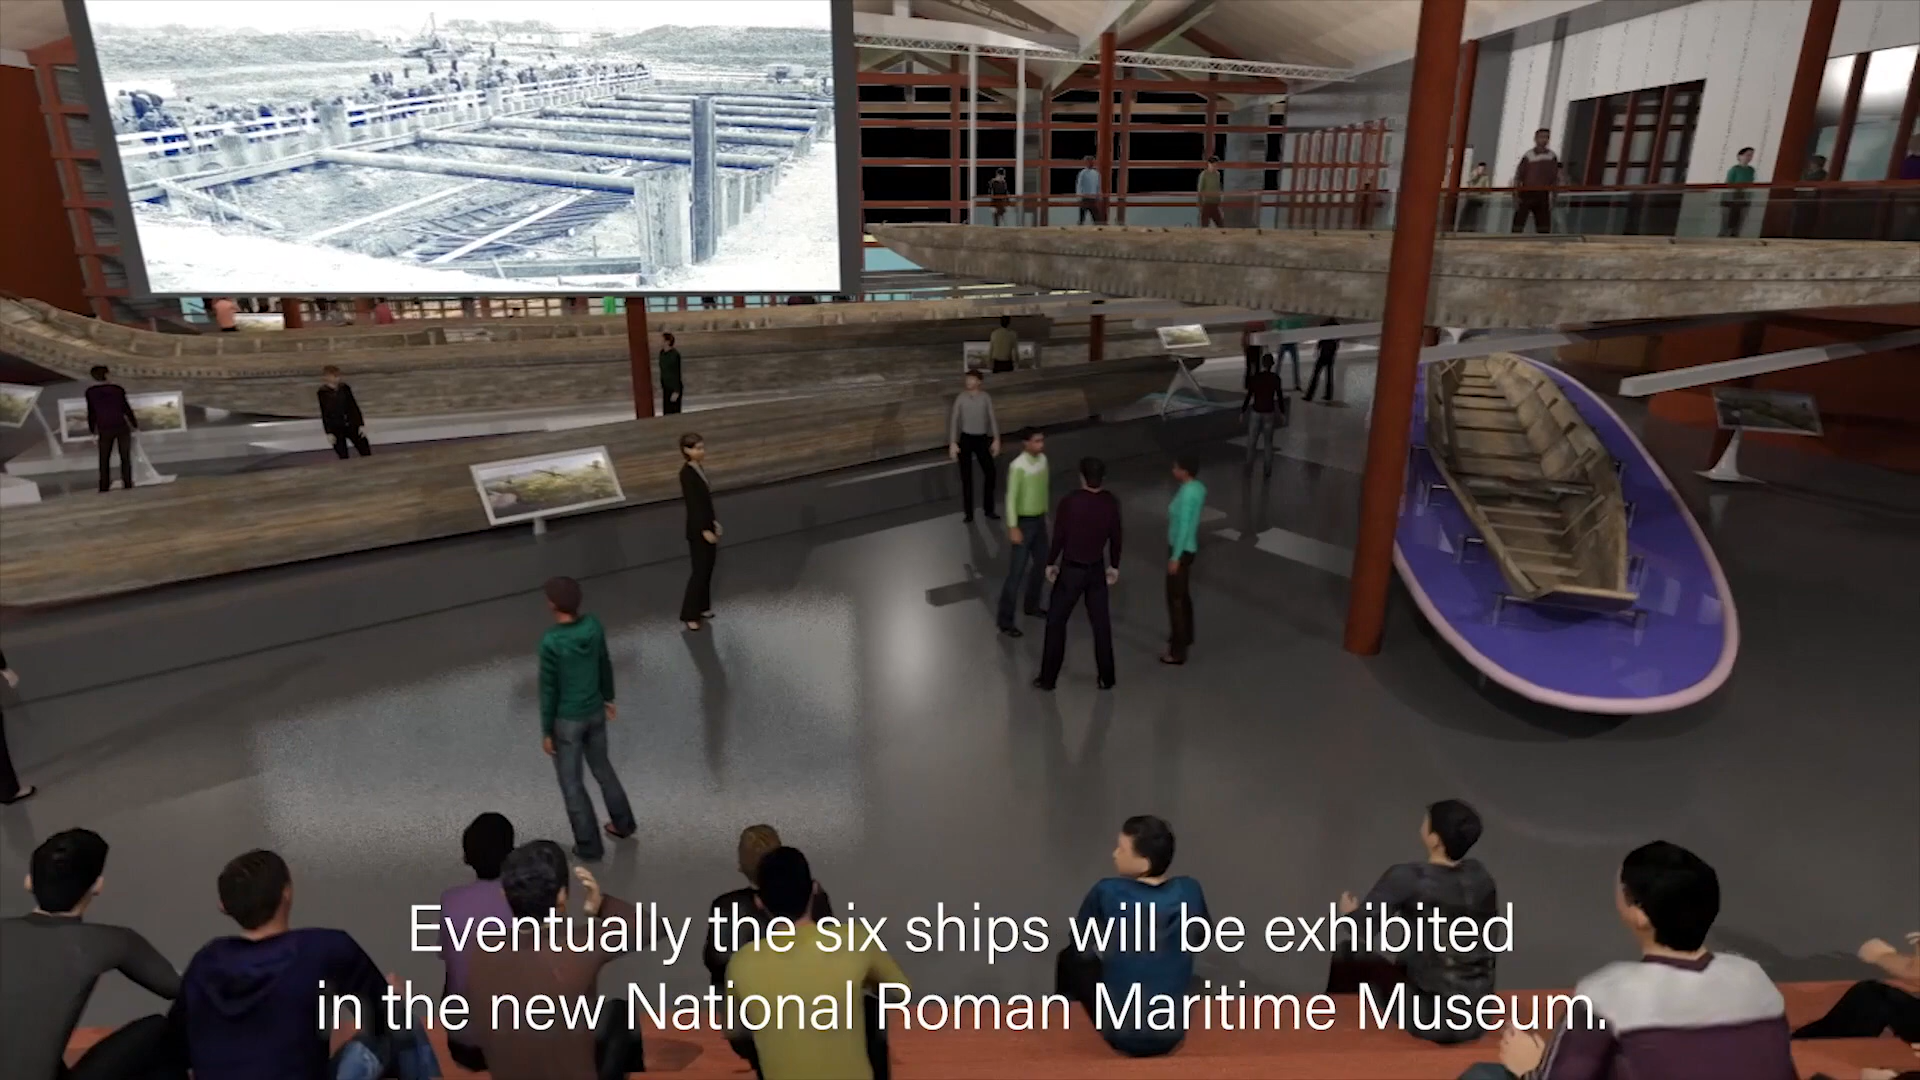 Eventually the six ships will be exhibited
in the new National Roman Maritime Museum.